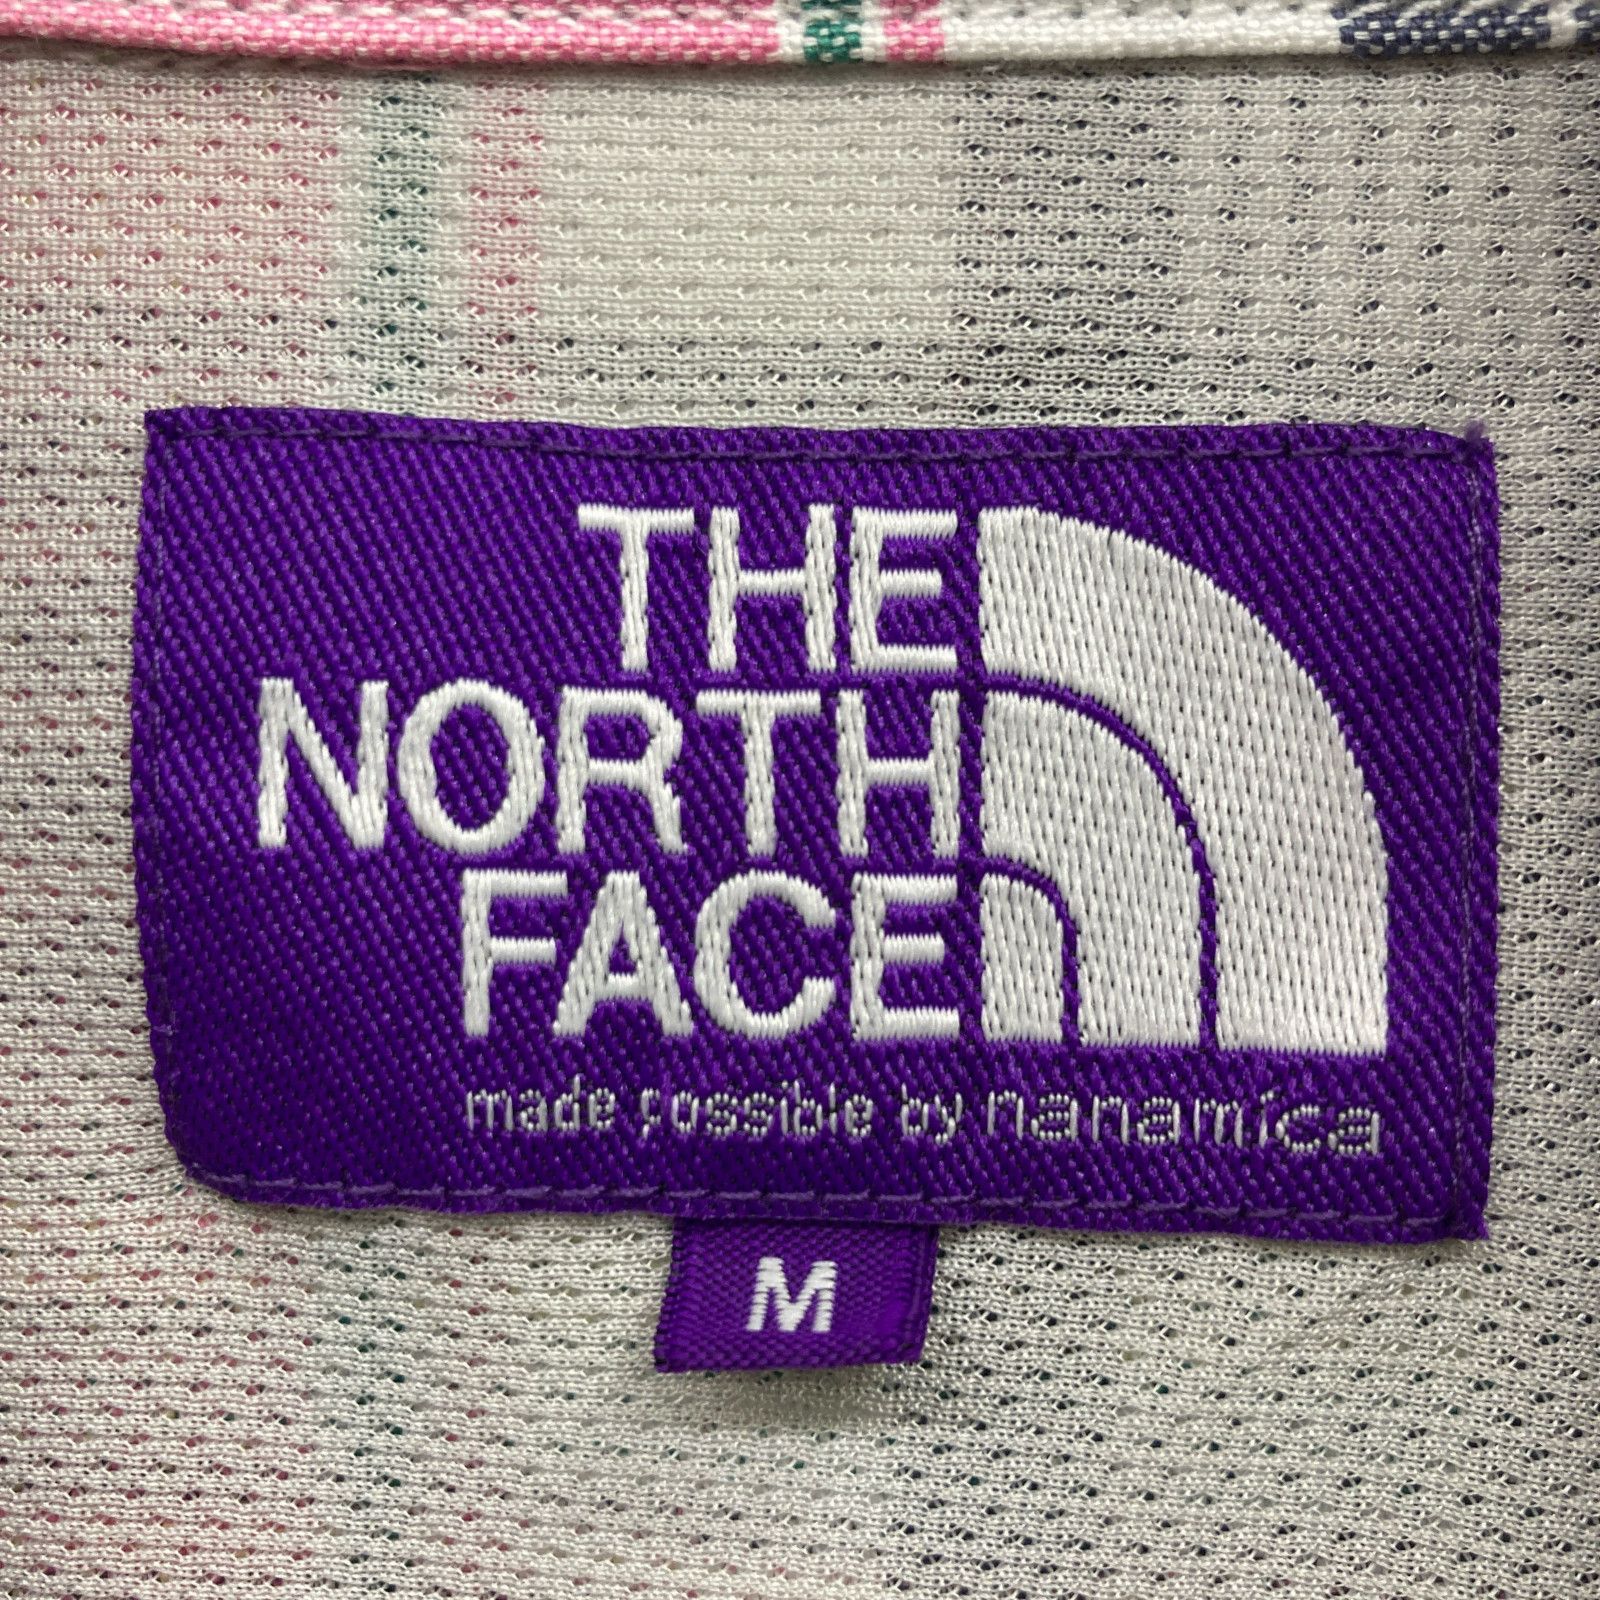 THE
NORTH
FACE
made possible by nanamica
M